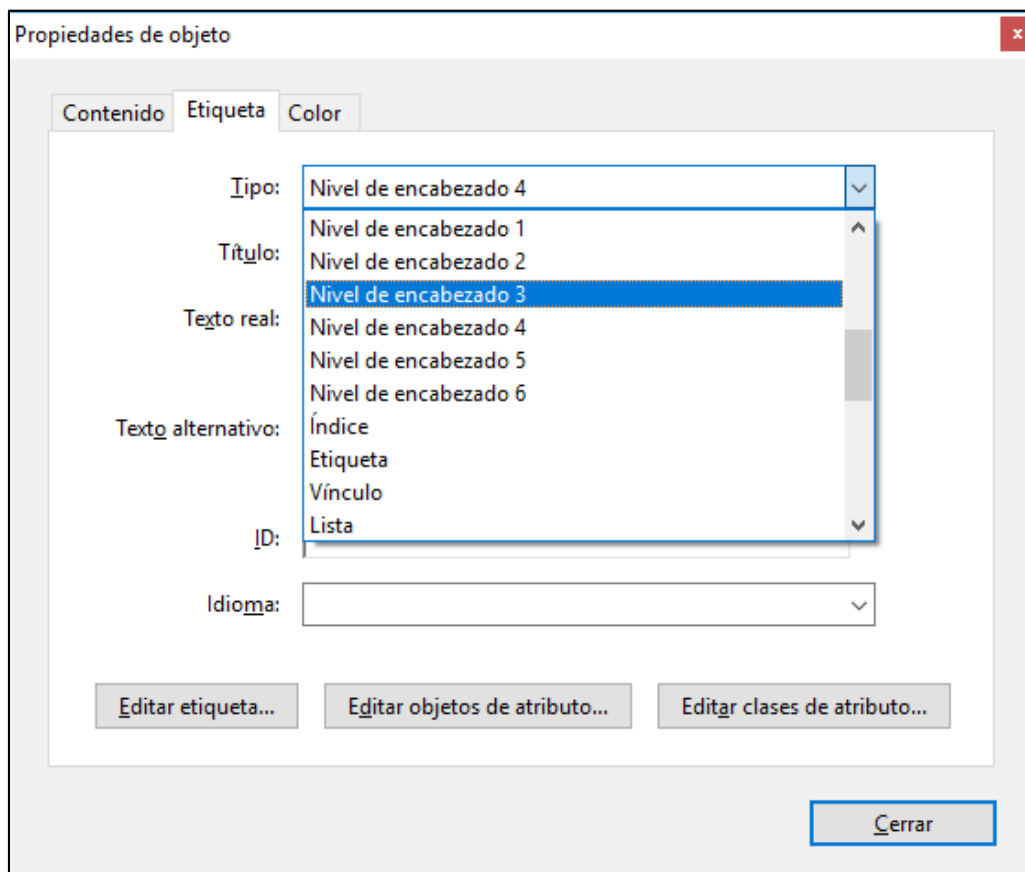 Propiedades de objeto x
Contenido Etiqueta Color
Tipo: Nivel de encabezado 4
Nivel de encabezado 1
Título:
Nivel de encabezado 2
Nivel de encabezado 3
Texto real:
Nivel de encabezado 4
Nivel de encabezado 5
Nivel de encabezado 6
Texto alternativo:
Índice
Etiqueta
Vínculo
Lista
ID:
Idioma:
Editar etiqueta... Editar objetos de atributo... Editar clases de atributo...
Cerrar